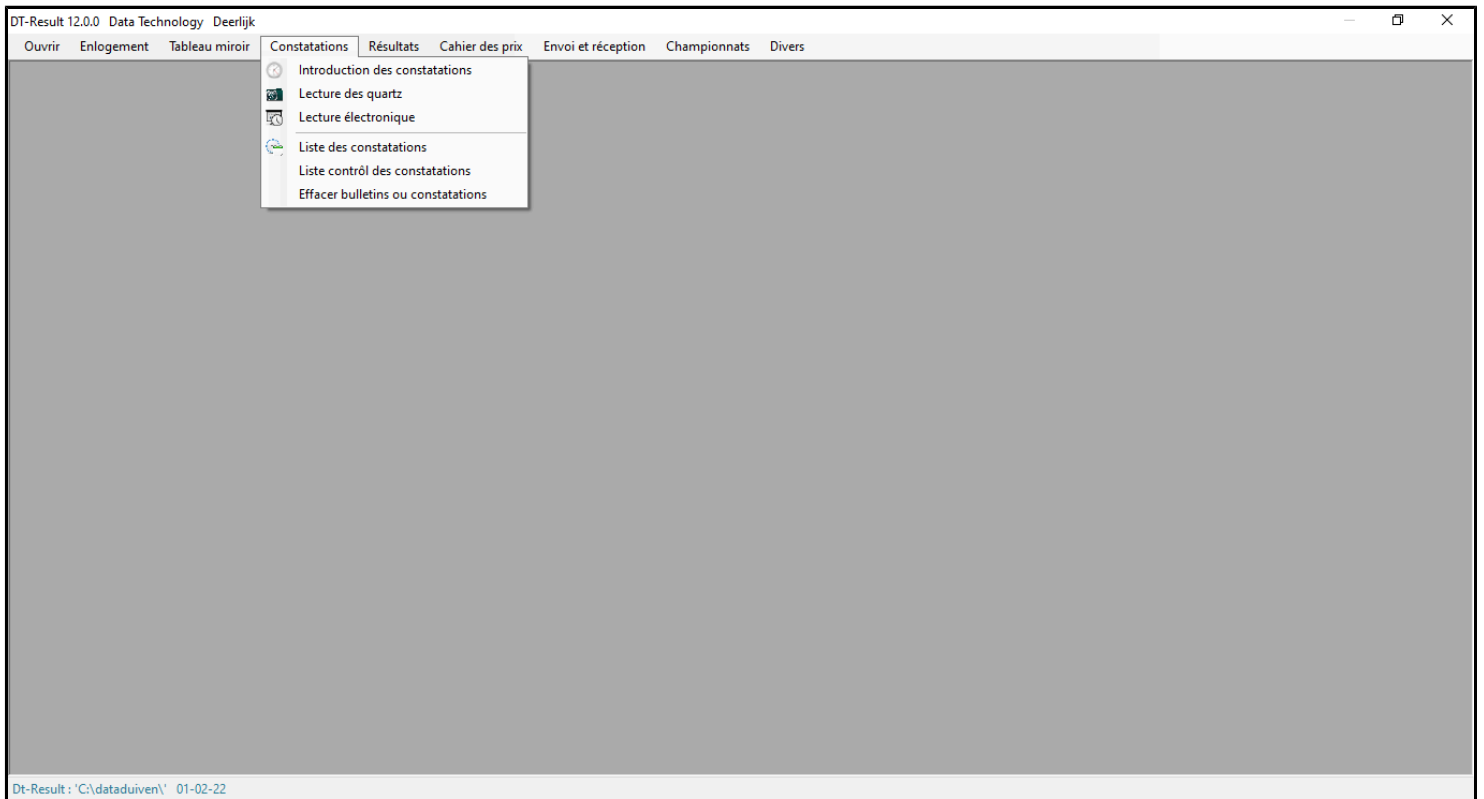 DT-Result 12.0.0 Data Technology Deerlijk
Ouvrir Enlogement Tableau miroir Constatations Résultats Cahier des prix Envoi et réception Championnats Divers
Introduction des constatations
Lecture des quartz
Lecture électronique
Liste des constatations
Liste contrôl des constatations
Effacer bulletins ou constatations
Dt-Result : 'C:\dataduiven\' 01-02-22